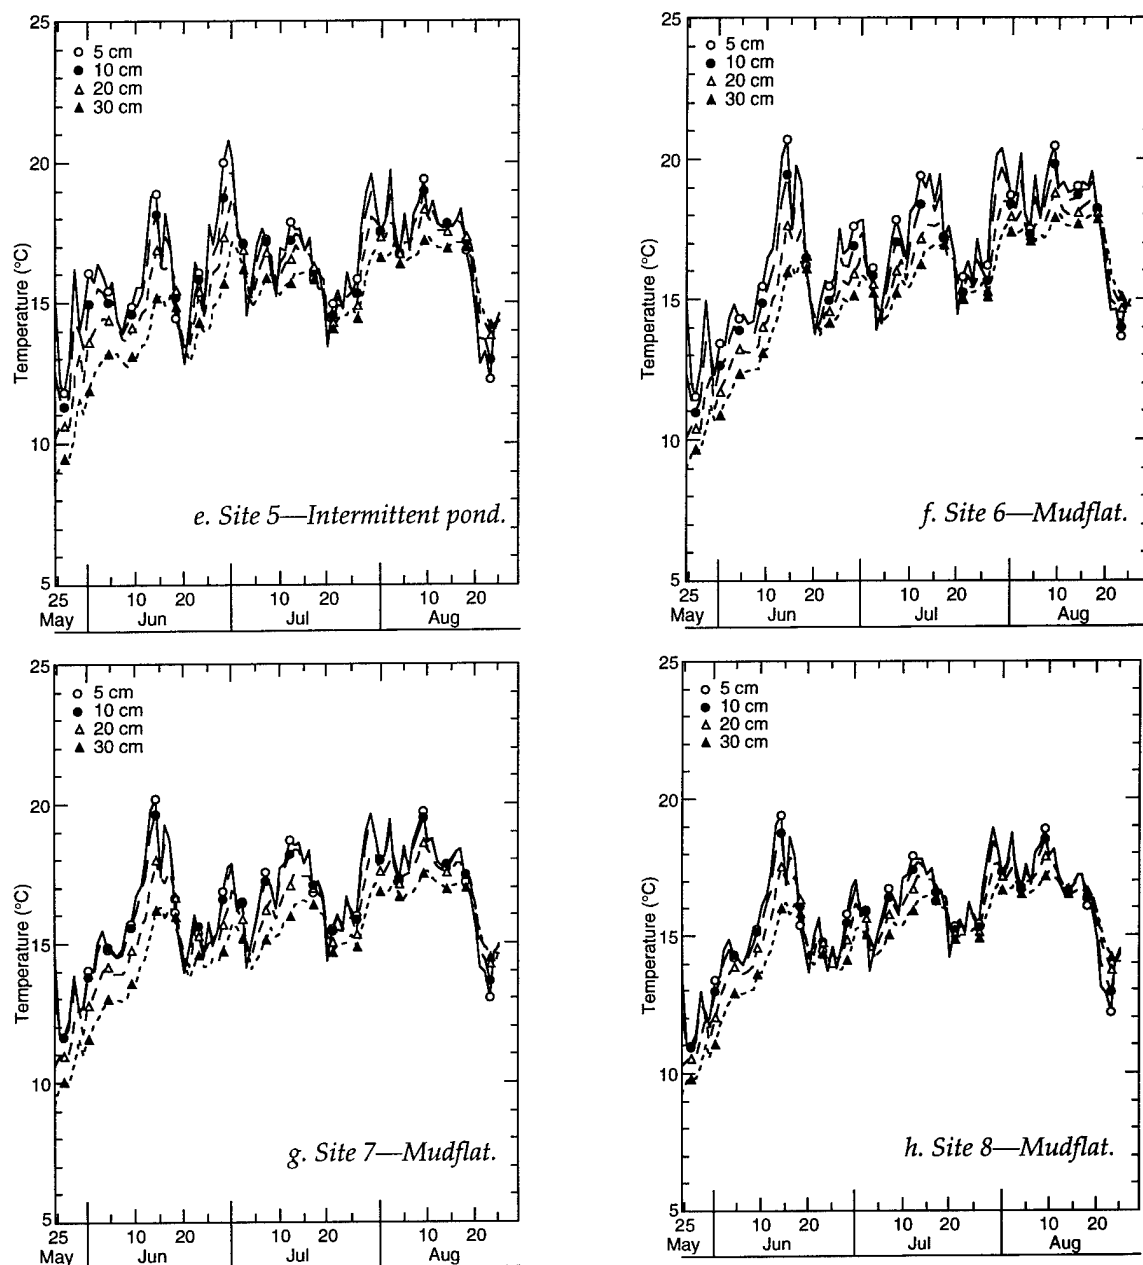 25
20
15
10
5
Temperature (°C)
5 cm
10 cm
20 cm
30 cm
e. Site 5—Intermittent pond.
25 10 20 10 20 10 20
May Jun Jul Aug
25
20
15
10
5
Temperature (°C)
5 cm
10 cm
20 cm
30 cm
f. Site 6—Mudflat.
25 10 20 10 20 10 20
May Jun Jul Aug
25
20
15
10
5
Temperature (°C)
5 cm
10 cm
20 cm
30 cm
g. Site 7—Mudflat.
25 10 20 10 20 10 20
May Jun Jul Aug
25
20
15
10
5
Temperature (°C)
5 cm
10 cm
20 cm
30 cm
h. Site 8—Mudflat.
25 10 20 10 20 10 20
May Jun Jul Aug